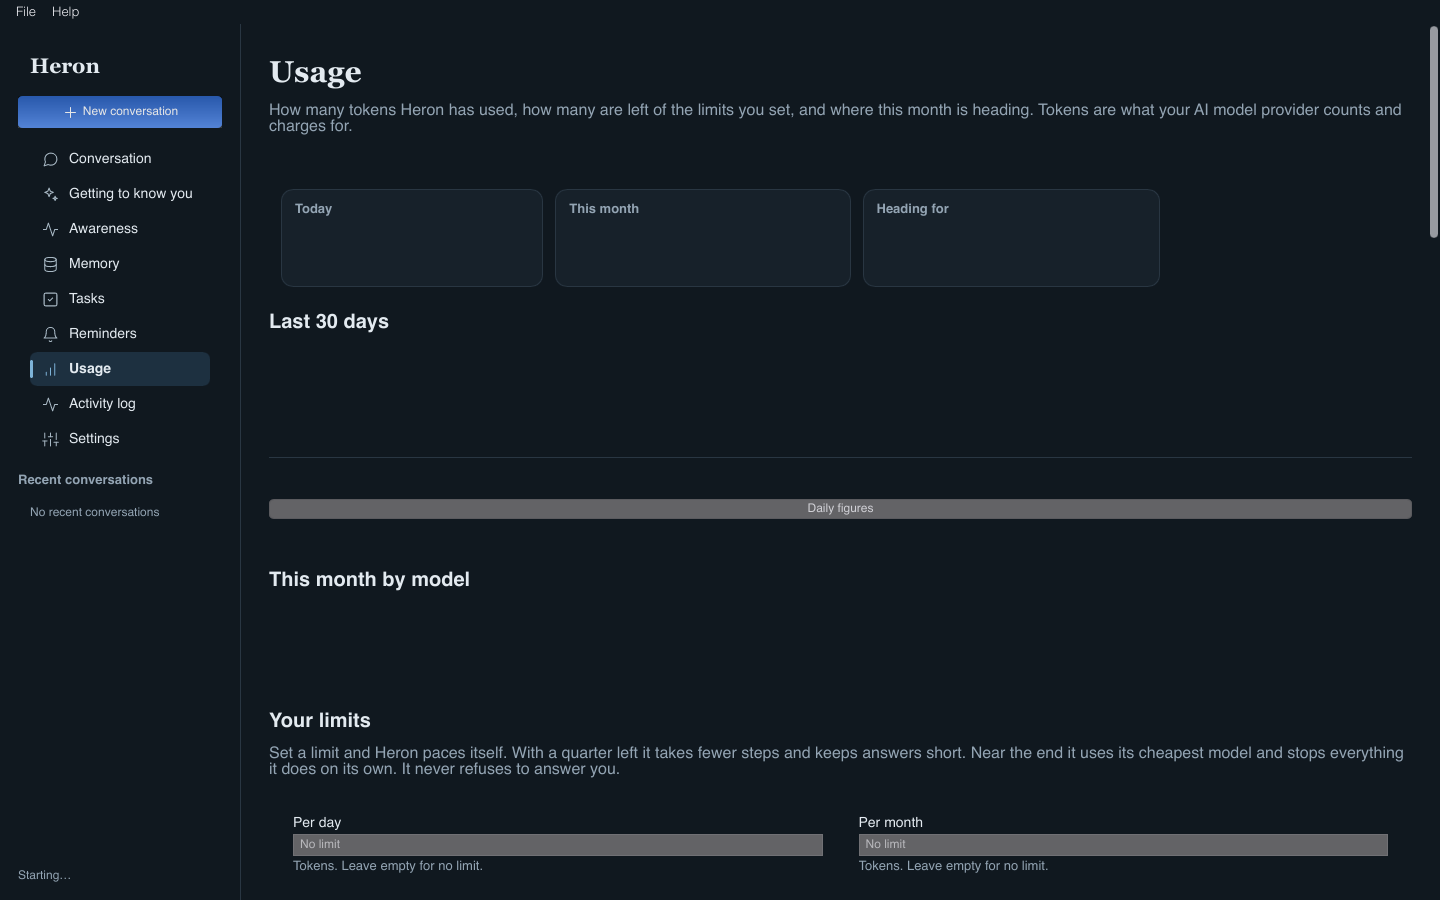 File Help
Heron
New conversation
Conversation
Getting to know you
Awareness
Memory
Tasks
Reminders
Usage
Activity log
Settings
Recent conversations
No recent conversations
Starting…
Usage
How many tokens Heron has used, how many are left of the limits you set, and where this month is heading. Tokens are what your AI model provider counts and
charges for.
Today
This month
Heading for
Last 30 days
Daily figures
This month by model
Your limits
Set a limit and Heron paces itself. With a quarter left it takes fewer steps and keeps answers short. Near the end it uses its cheapest model and stops everything
it does on its own. It never refuses to answer you.
Per day
No limit
Tokens. Leave empty for no limit.
Per month
No limit
Tokens. Leave empty for no limit.